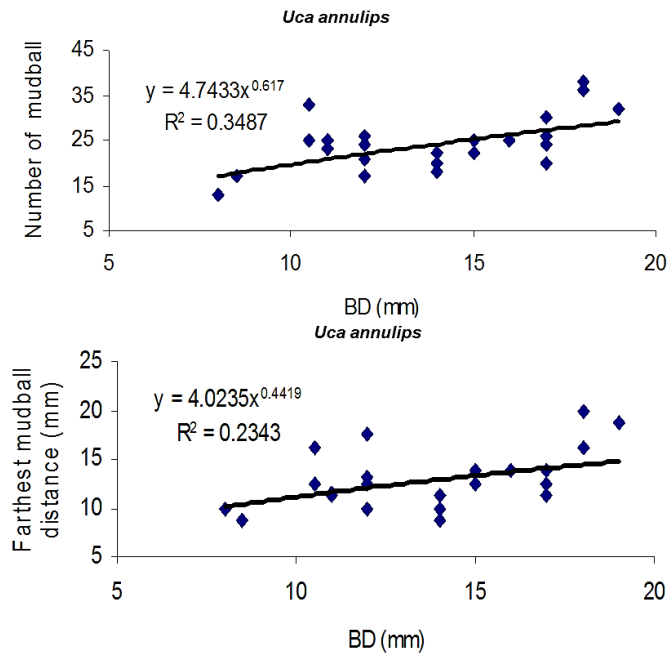 Uca annulips
Number of mudball
45
35
25
15
5
y = 4.7433x^0.617
R² = 0.3487
5 10 15 20
BD (mm)
Uca annulips
Farthest mudball
distance (mm)
25
20
15
10
5
y = 4.0235x^0.4419
R² = 0.2343
5 10 15 20
BD (mm)